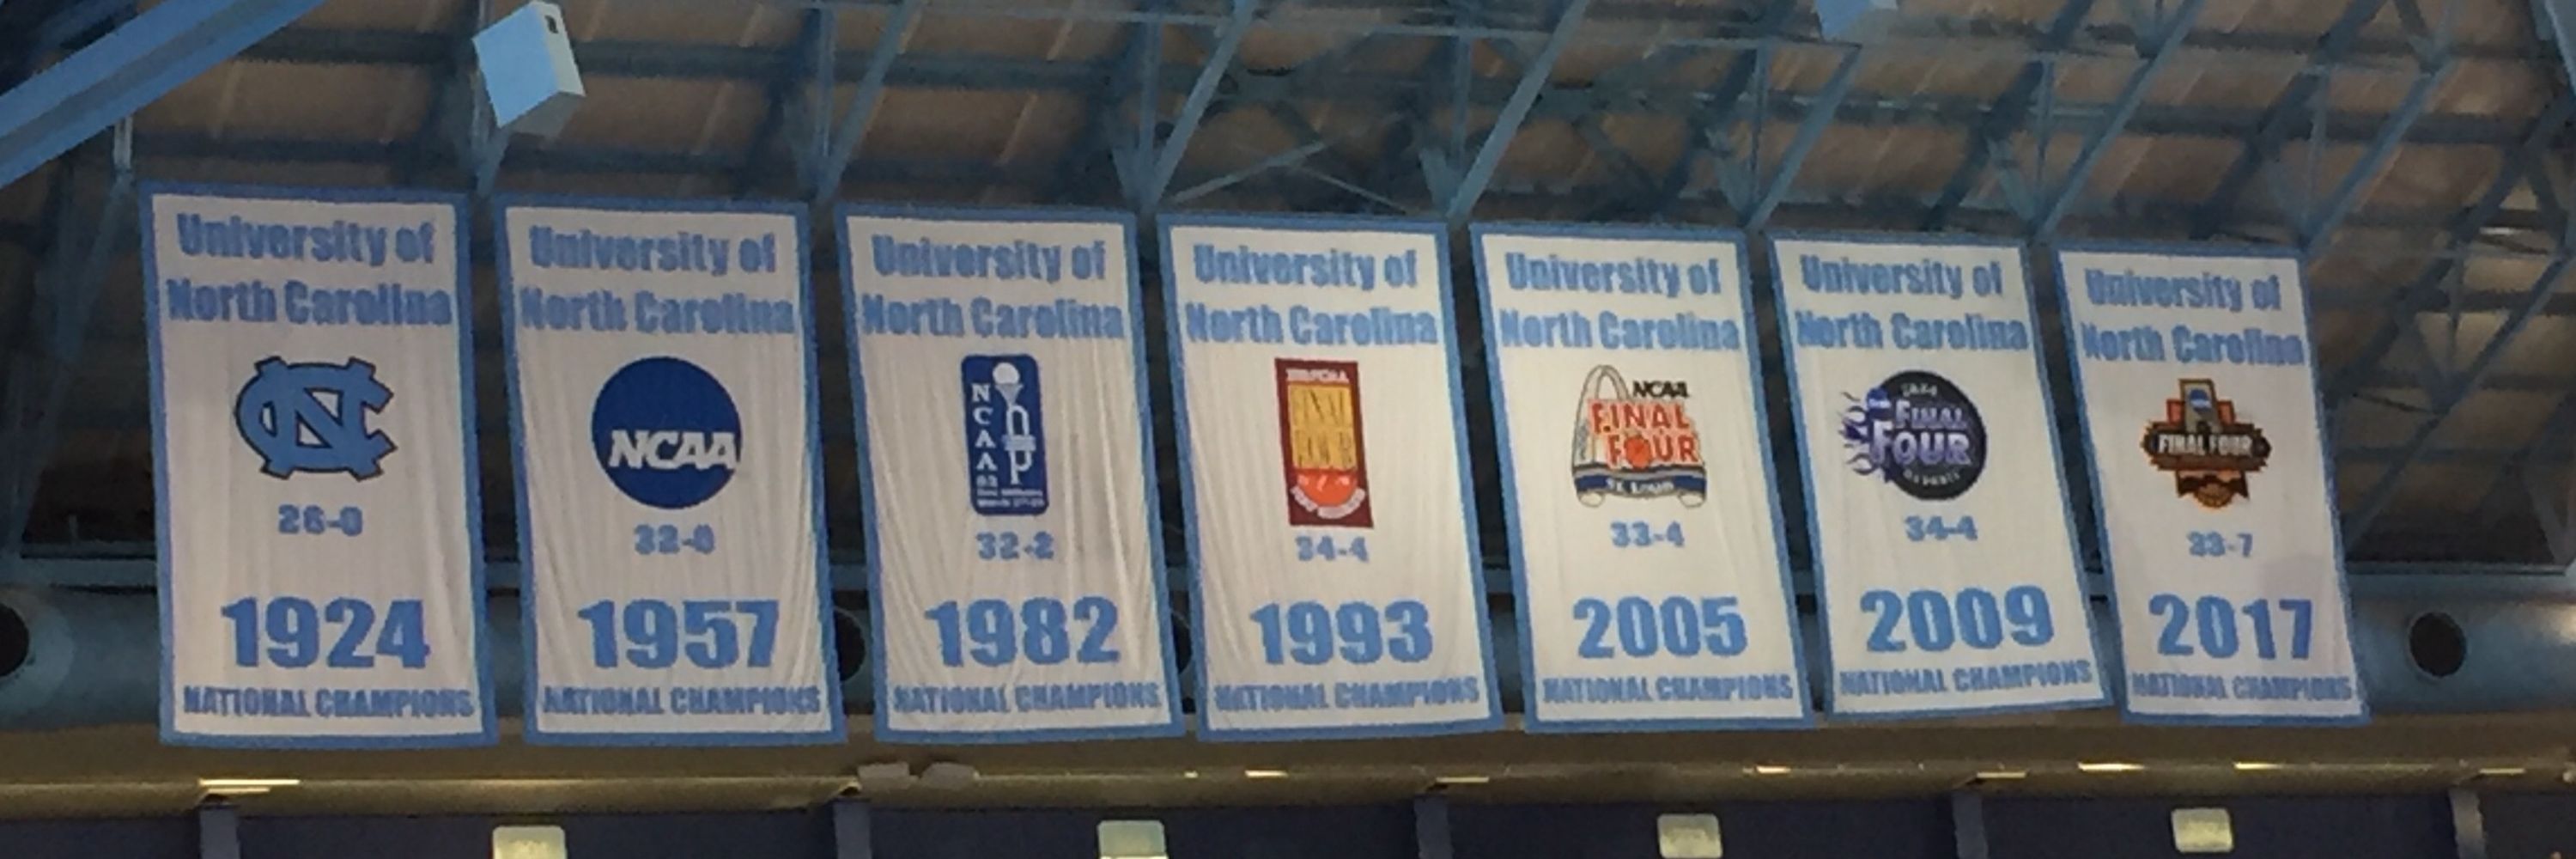 University of
North Carolina
NC
26-0
1924
NATIONAL CHAMPIONS
University of
North Carolina
NCAA
32-0
1957
NATIONAL CHAMPIONS
University of
North Carolina
NCAA
82
32-2
1982
NATIONAL CHAMPIONS
University of
North Carolina
FINAL
FOUR
34-4
1993
NATIONAL CHAMPIONS
University of
North Carolina
NCAA
FINAL
FOUR
St. Louis
33-4
2005
NATIONAL CHAMPIONS
University of
North Carolina
FINAL
FOUR
DETROIT
34-4
2009
NATIONAL CHAMPIONS
University of
North Carolina
FINAL FOUR
33-7
2017
NATIONAL CHAMPIONS